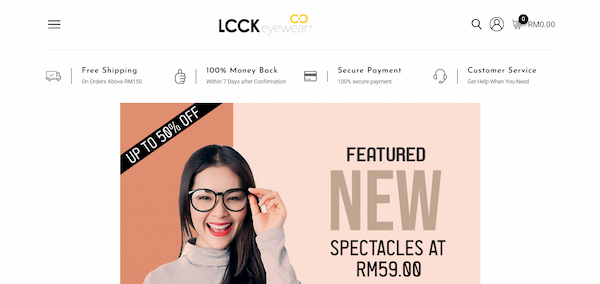 LCCK eyewear
0
RM0.00
Free Shipping
On Orders Above RM150
100% Money Back
Within 7 Days after Confirmation
Secure Payment
100% secure payment
Customer Service
Get Help When You Need
UP TO 50% OFF
FEATURED
NEW
SPECTACLES AT
RM59.00